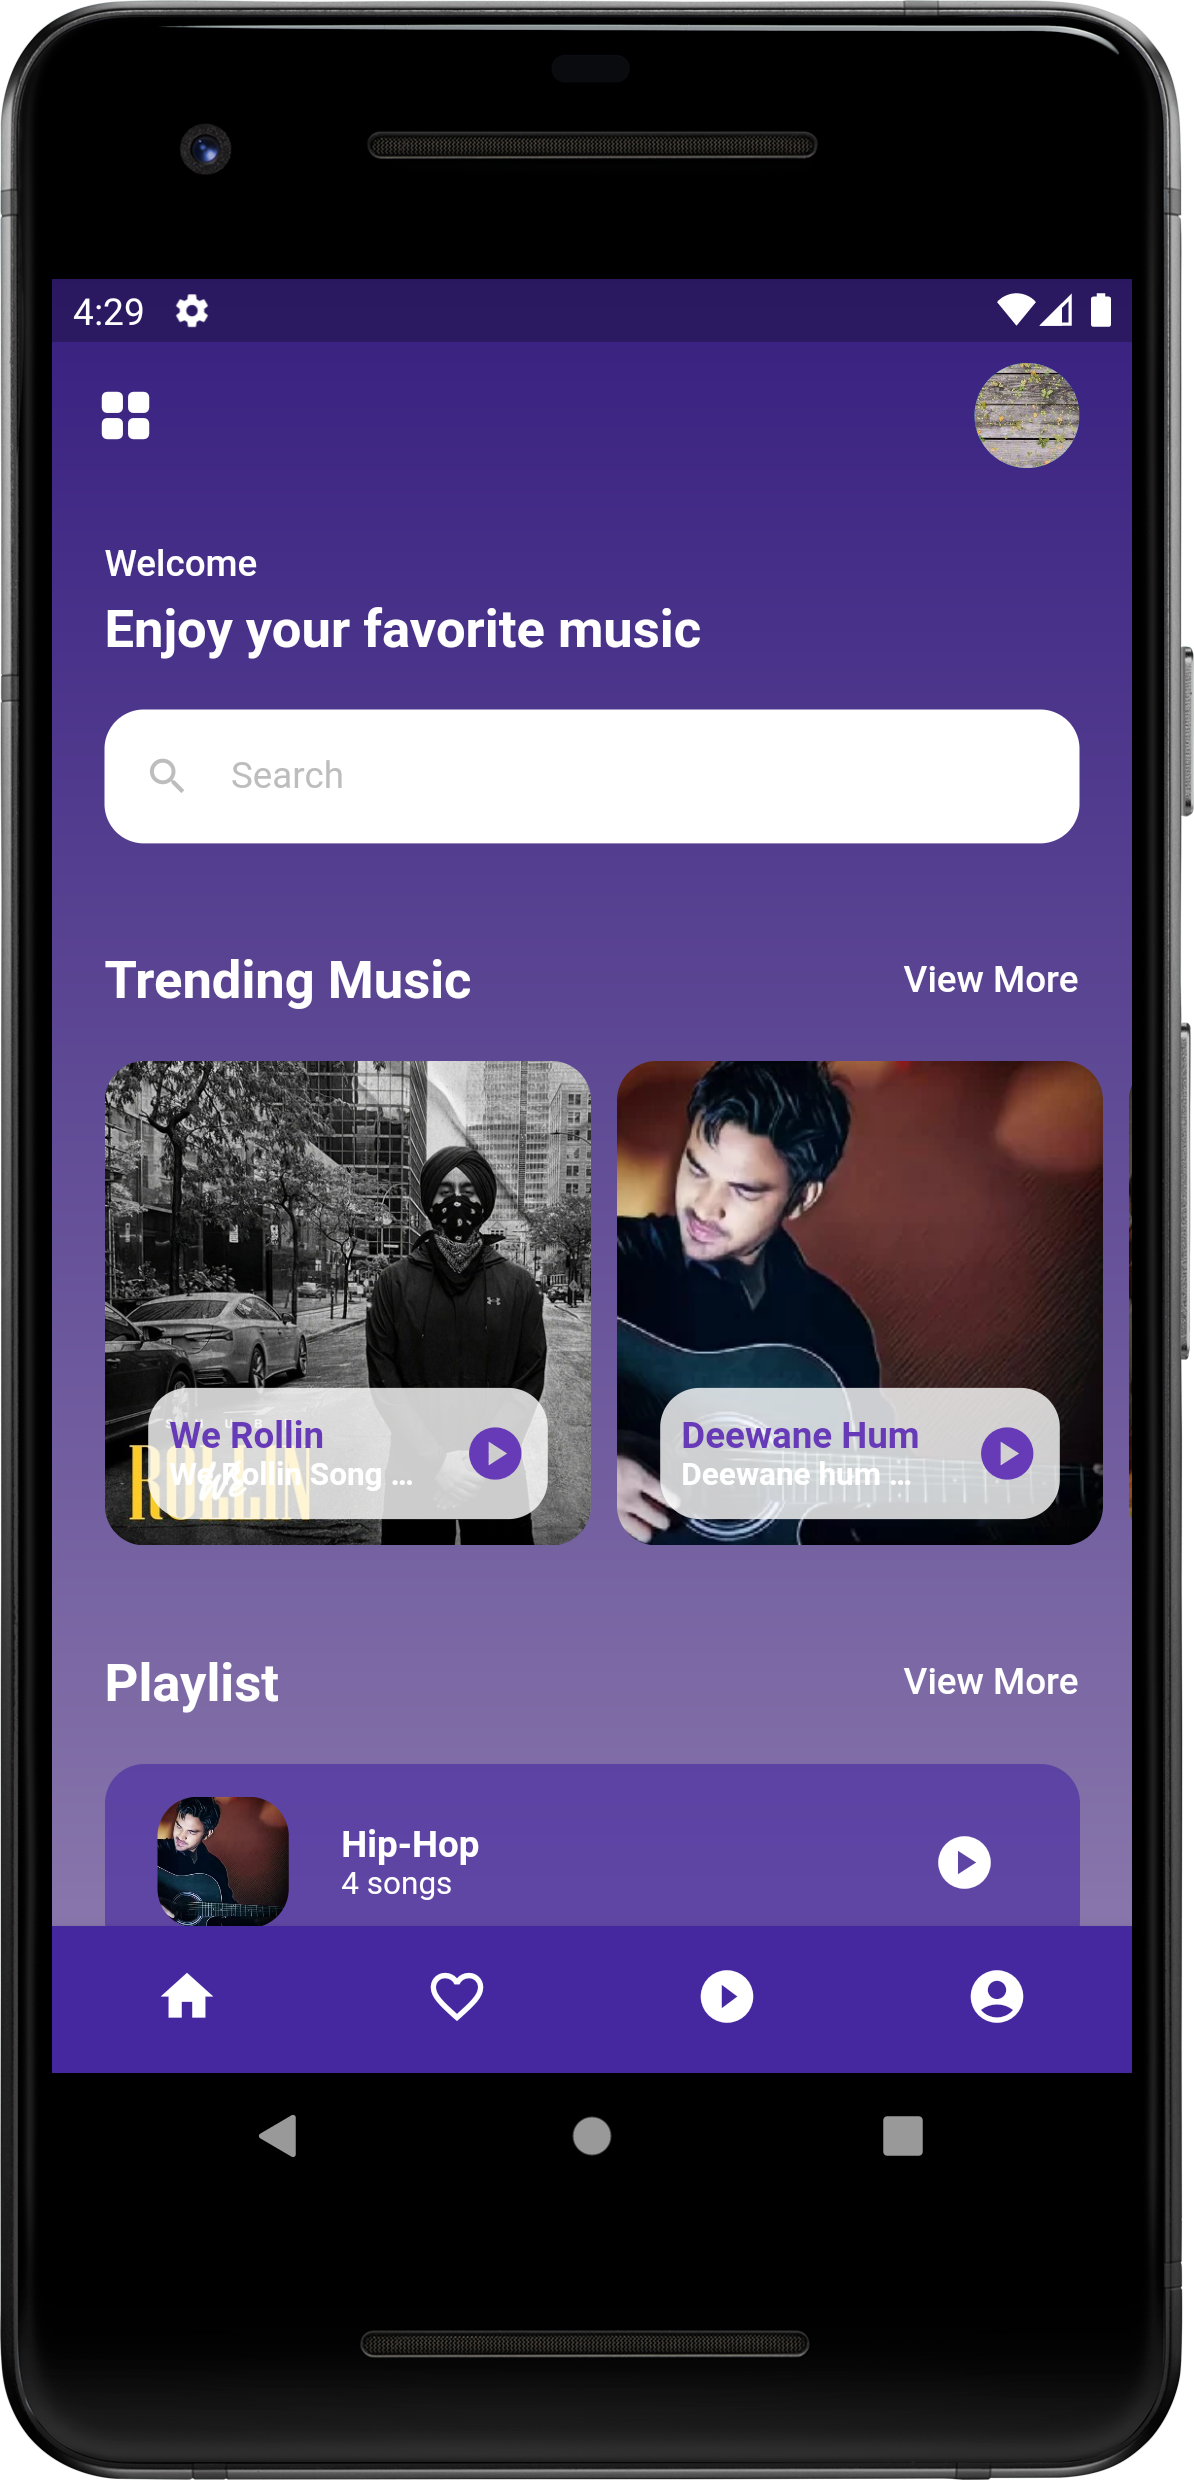 4:29
Welcome
Enjoy your favorite music
Search
Trending Music
View More
We Rollin
We Rollin Song ...
We
ROLLIN
Deewane Hum
Deewane hum ...
Playlist
View More
Hip-Hop
4 songs